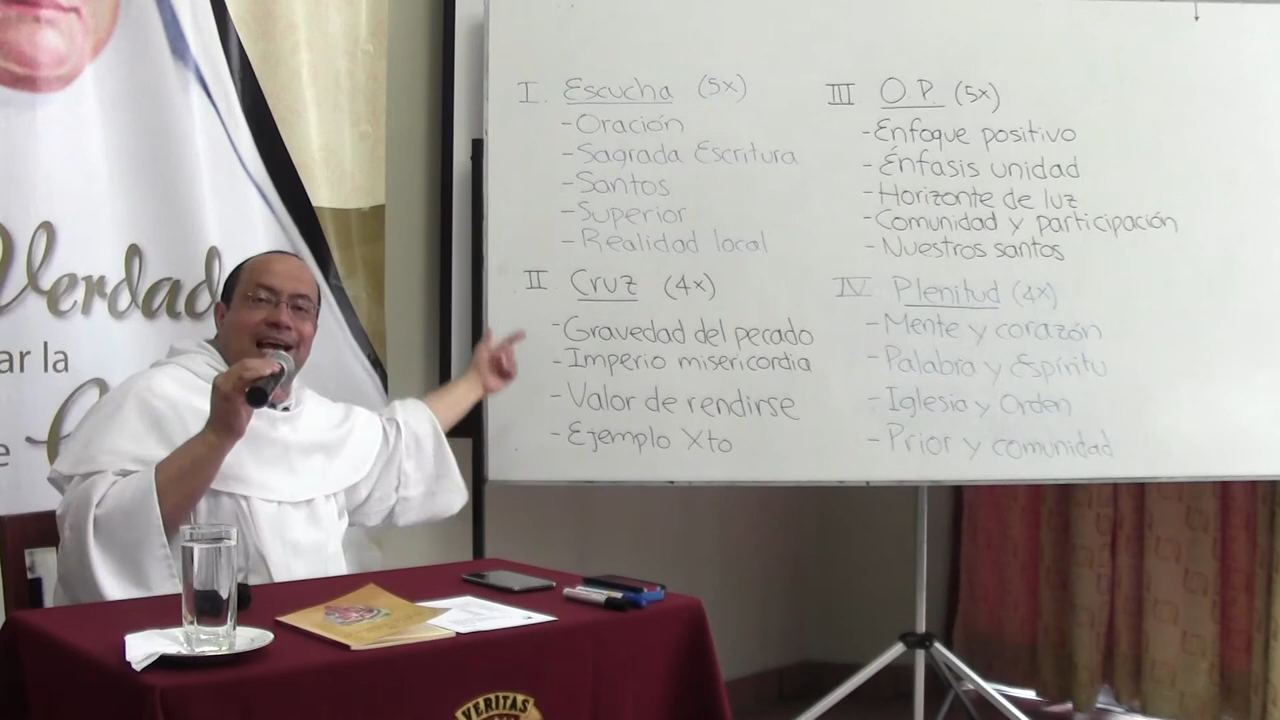 I. Escucha (5x)
-Oración
-Sagrada Escritura
-Santos
-Superior
-Realidad local
II Cruz (4x)
-Gravedad del pecado
-Imperio misericordia
-Valor de rendirse
-Ejemplo Xto
III O.P. (5x)
-Enfoque positivo
-Énfasis unidad
-Horizonte de luz
-Comunidad y participación
-Nuestros santos
IV. Plenitud (4x)
-Mente y corazón
-Palabra y Espíritu
-Iglesia y Orden
-Prior y comunidad
Verdad
ar la
e
VERITAS